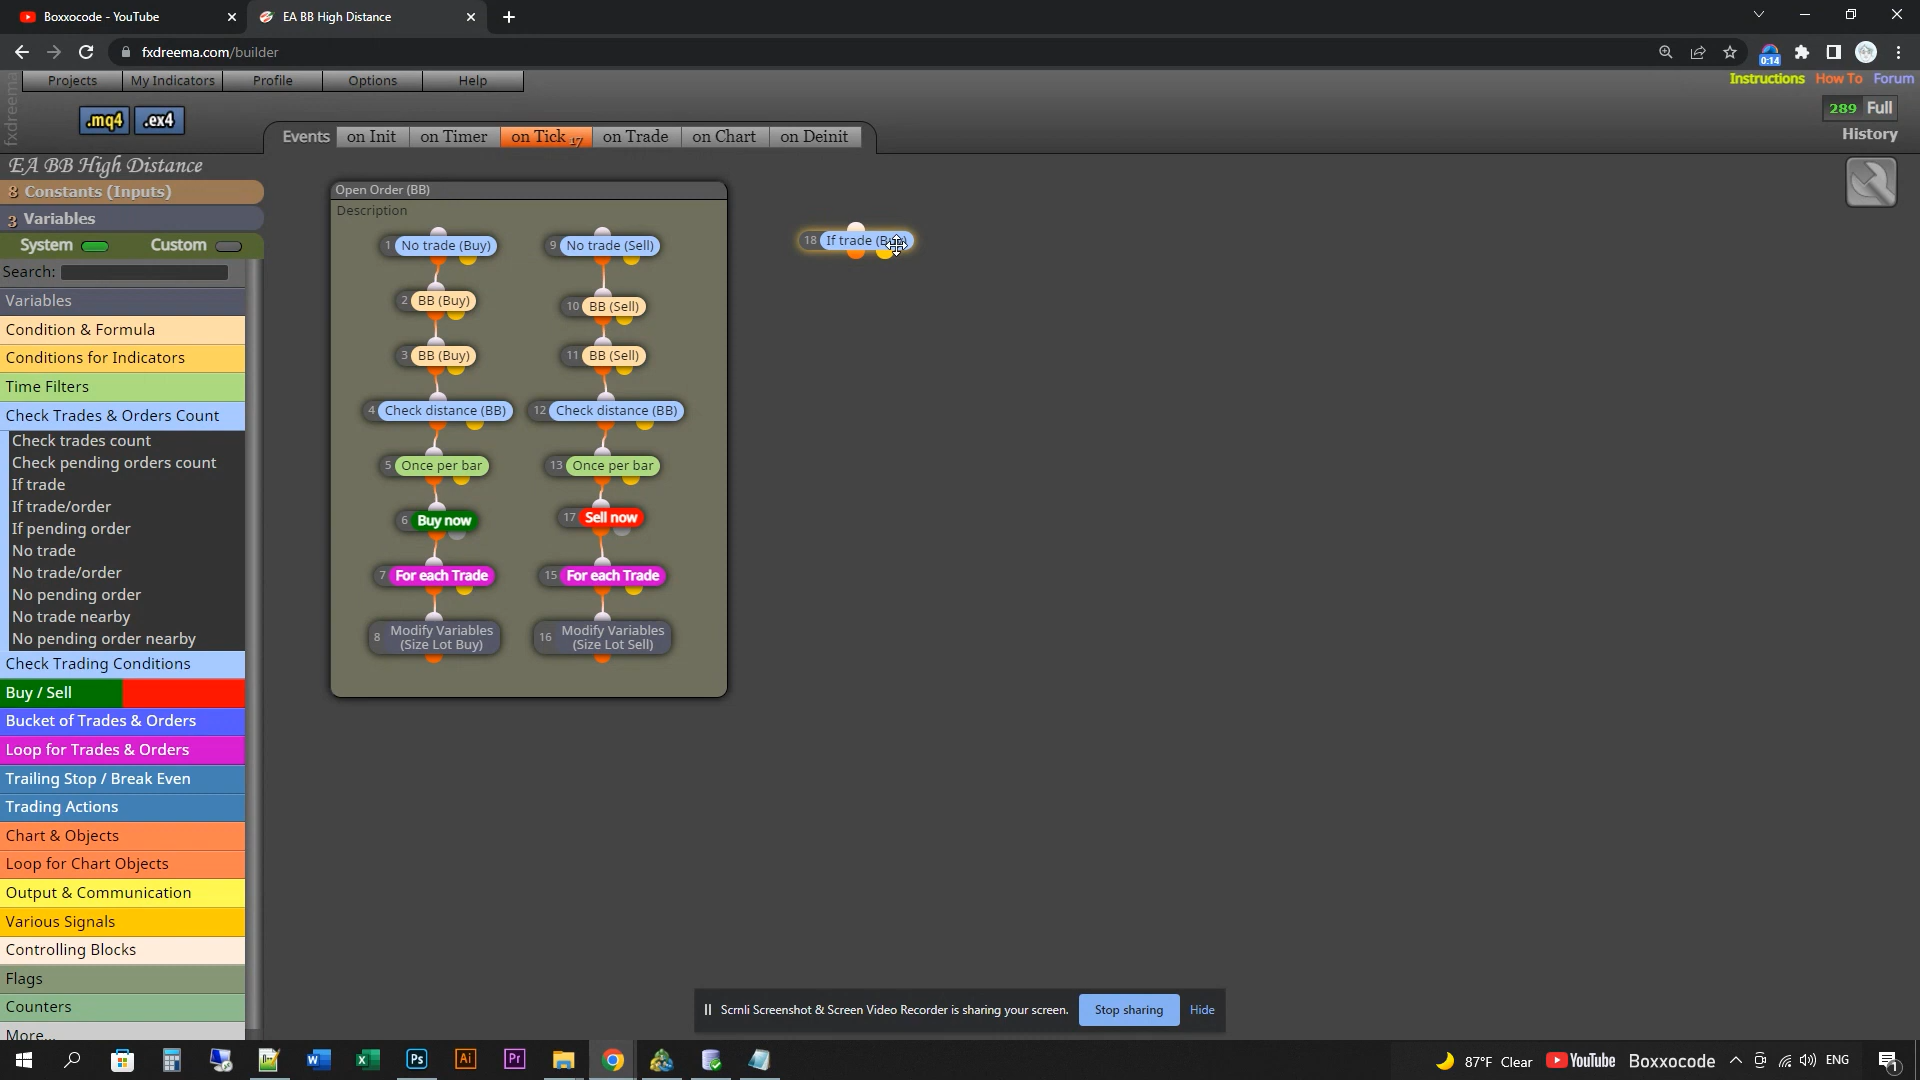 Boxxocode - YouTube
EA BB High Distance
fxdreema.com/builder
0:14
Projects
My Indicators
Profile
Options
Help
Instructions
How To
Forum
fxdreema
.mq4
.ex4
289 Full
History
Events
on Init
on Timer
on Tick 17
on Trade
on Chart
on Deinit
EA BB High Distance
8 Constants (Inputs)
3 Variables
System
Custom
Search:
Variables
Condition & Formula
Conditions for Indicators
Time Filters
Check Trades & Orders Count
Check trades count
Check pending orders count
If trade
If trade/order
If pending order
No trade
No trade/order
No pending order
No trade nearby
No pending order nearby
Check Trading Conditions
Buy / Sell
Bucket of Trades & Orders
Loop for Trades & Orders
Trailing Stop / Break Even
Trading Actions
Chart & Objects
Loop for Chart Objects
Output & Communication
Various Signals
Controlling Blocks
Flags
Counters
More...
Open Order (BB)
Description
1 No trade (Buy)
9 No trade (Sell)
2 BB (Buy)
10 BB (Sell)
3 BB (Buy)
11 BB (Sell)
4 Check distance (BB)
12 Check distance (BB)
5 Once per bar
13 Once per bar
6 Buy now
17 Sell now
7 For each Trade
15 For each Trade
8 Modify Variables
(Size Lot Buy)
16 Modify Variables
(Size Lot Sell)
18 If trade (Buy)
Scrnli Screenshot & Screen Video Recorder is sharing your screen.
Stop sharing
Hide
87°F Clear
YouTube
Boxxocode
ENG
1